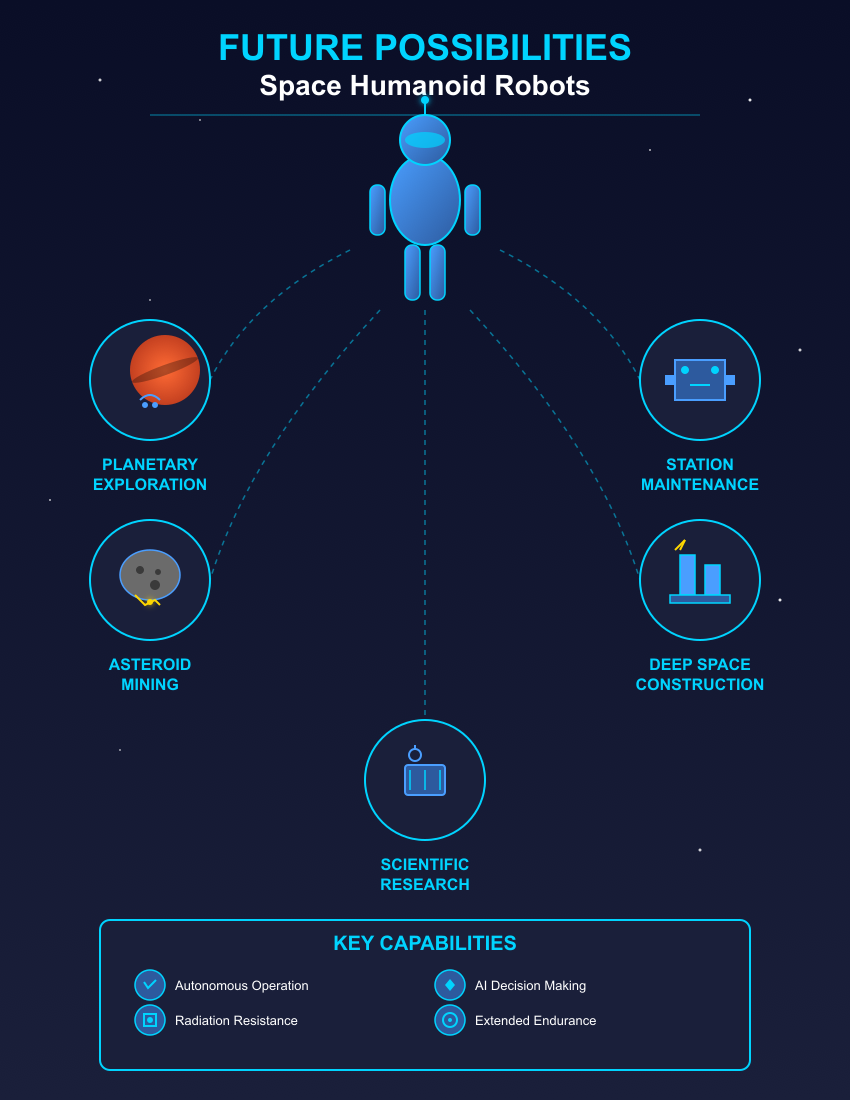 FUTURE POSSIBILITIES
Space Humanoid Robots
PLANETARY
EXPLORATION
STATION
MAINTENANCE
ASTEROID
MINING
DEEP SPACE
CONSTRUCTION
SCIENTIFIC
RESEARCH
KEY CAPABILITIES
Autonomous Operation
AI Decision Making
Radiation Resistance
Extended Endurance